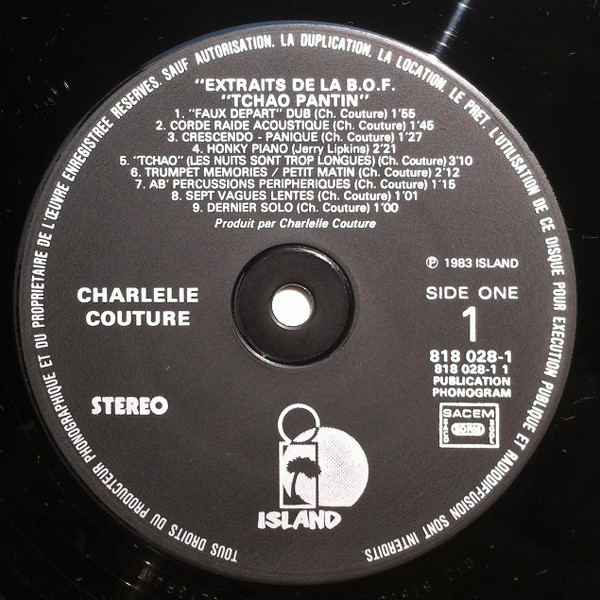 TOUS DROITS DU PRODUCTEUR PHONOGRAPHIQUE ET DU PROPRIETAIRE DE L'ŒUVRE ENREGISTREE RESERVES. SAUF AUTORISATION. LA DUPLICATION. LA LOCATION. LE PRET. L'UTILISATION DE CE DISQUE POUR EXECUTION PUBLIQUE ET RADIODIFFUSION SONT INTERDITS.
"EXTRAITS DE LA B.O.F.
"TCHAO PANTIN"
1. "FAUX DEPART" DUB (Ch. Couture) 1'55
2. CORDE RAIDE ACOUSTIQUE (Ch. Couture) 1'45
3. CRESCENDO - PANIQUE (Ch. Couture) 1'27
4. HONKY PIANO (Jerry Lipkins) 2'21
5. "TCHAO" (LES NUITS SONT TROP LONGUES) (Ch. Couture) 3'10
6. TRUMPET MEMORIES / PETIT MATIN (Ch. Couture) 2'12
7. AB' PERCUSSIONS PERIPHERIQUES (Ch. Couture) 1'15
8. SEPT VAGUES LENTES (Ch. Couture) 1'01
9. DERNIER SOLO (Ch. Couture) 1'00
Produit par Charlelie Couture
CHARLELIE
COUTURE
STEREO
℗ 1983 ISLAND
SIDE ONE
1
818 028-1
818 028-1 1
PUBLICATION
PHONOGRAM
SACEM
SDRM
ISLAND